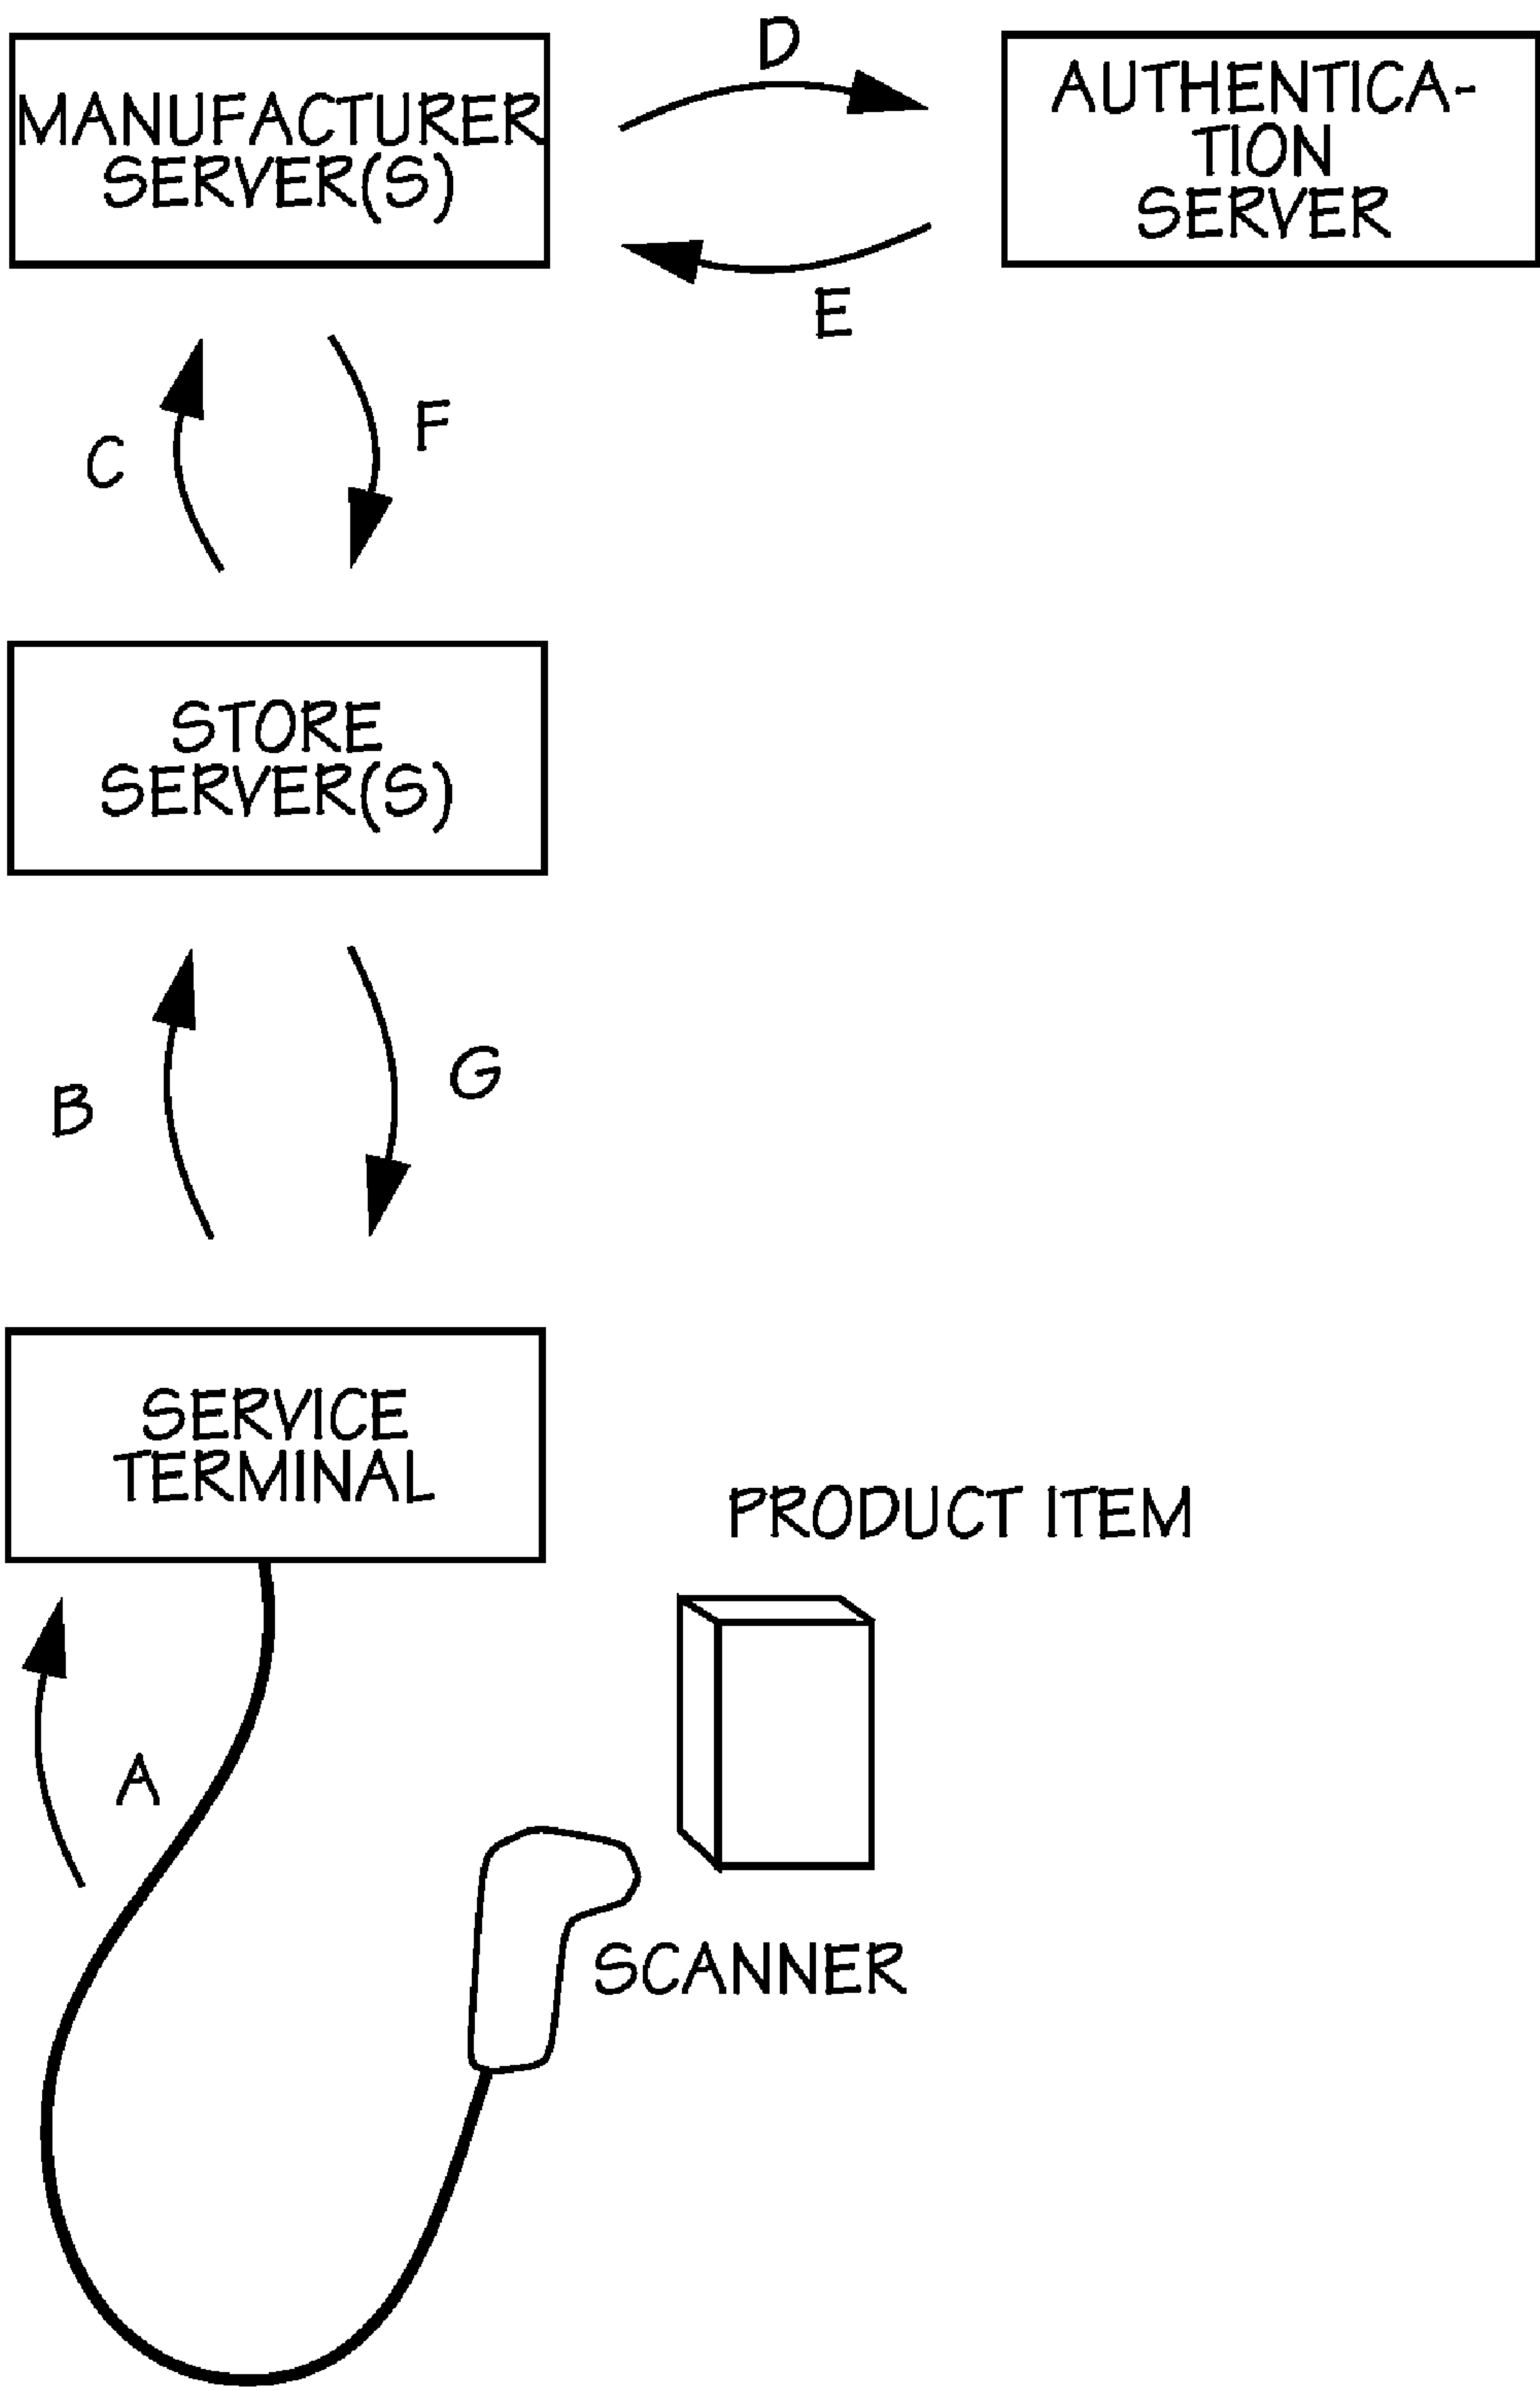 D
MANUFACTURER
SERVER(S)
AUTHENTICA-
TION
SERVER
E
C
F
STORE
SERVER(S)
B
G
SERVICE
TERMINAL
PRODUCT ITEM
A
SCANNER